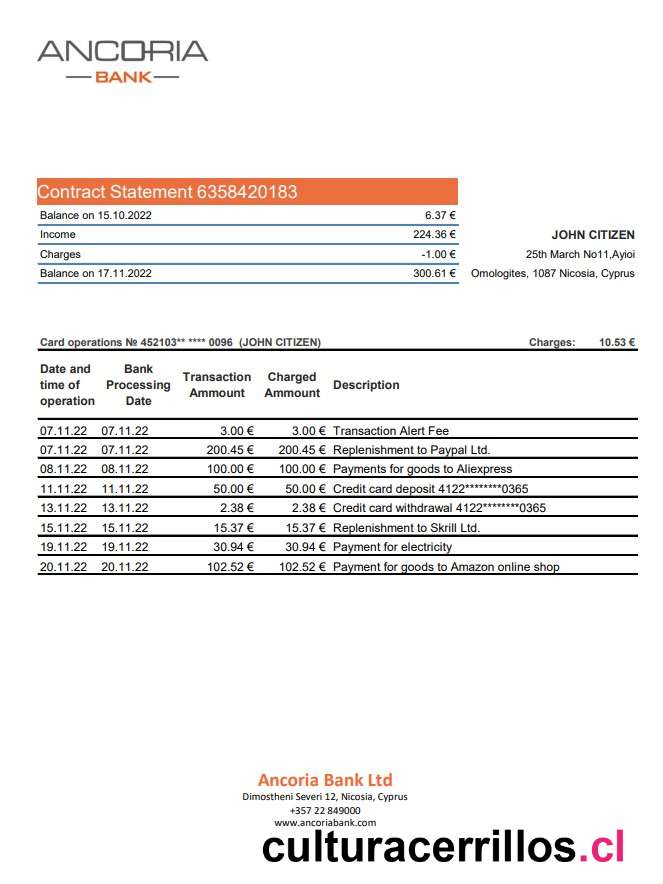 ANCORIA
BANK
Contract Statement 6358420183
Balance on 15.10.2022 6.37 €
Income 224.36 € JOHN CITIZEN
Charges -1.00 € 25th March No11,Ayioi
Balance on 17.11.2022 300.61 € Omologites, 1087 Nicosia, Cyprus
Card operations № 452103** **** 0096 (JOHN CITIZEN) Charges: 10.53 €
Date and time of operation Bank Processing Date Transaction Ammount Charged Ammount Description
07.11.22 07.11.22 3.00 € 3.00 € Transaction Alert Fee
07.11.22 07.11.22 200.45 € 200.45 € Replenishment to Paypal Ltd.
08.11.22 08.11.22 100.00 € 100.00 € Payments for goods to Aliexpress
11.11.22 11.11.22 50.00 € 50.00 € Credit card deposit 4122********0365
13.11.22 13.11.22 2.38 € 2.38 € Credit card withdrawal 4122********0365
15.11.22 15.11.22 15.37 € 15.37 € Replenishment to Skrill Ltd.
19.11.22 19.11.22 30.94 € 30.94 € Payment for electricity
20.11.22 20.11.22 102.52 € 102.52 € Payment for goods to Amazon online shop
Ancoria Bank Ltd
Dimostheni Severi 12, Nicosia, Cyprus
+357 22 849000
www.ancoriabank.com
culturacerrillos.cl